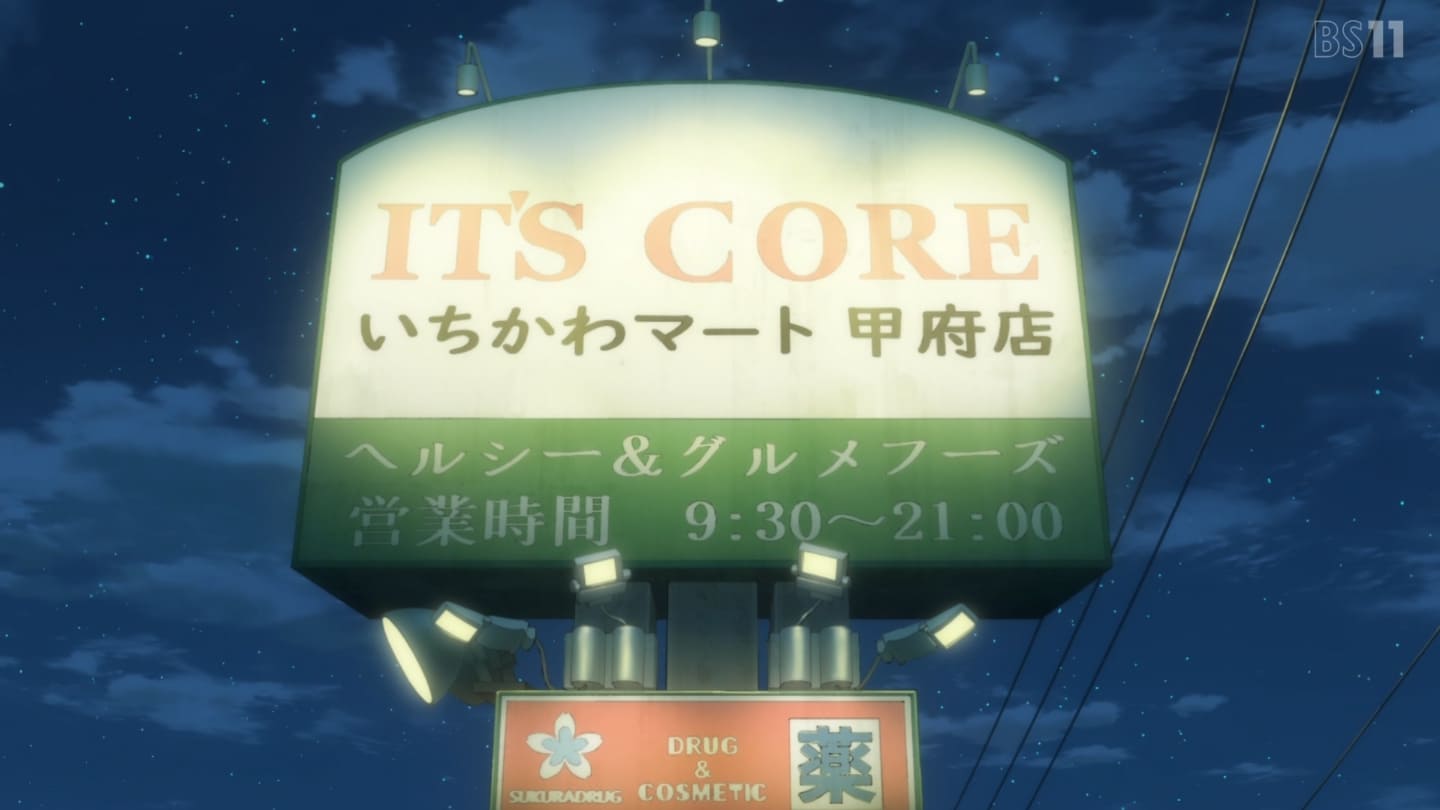 BS11
IT'S CORE
いちかわマート 甲府店
ヘルシー&グルメフーズ
営業時間 9:30～21:00
DRUG
&
COSMETIC
薬
SUKURADRUG